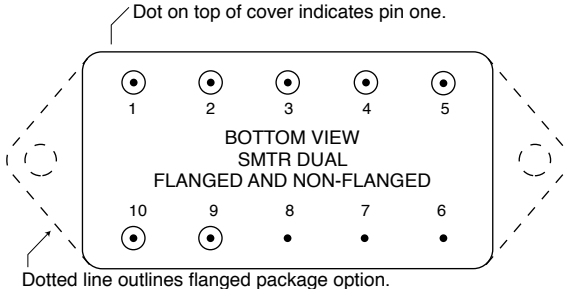 Dot on top of cover indicates pin one.
1 2 3 4 5
BOTTOM VIEW
SMTR DUAL
FLANGED AND NON-FLANGED
10 9 8 7 6
Dotted line outlines flanged package option.